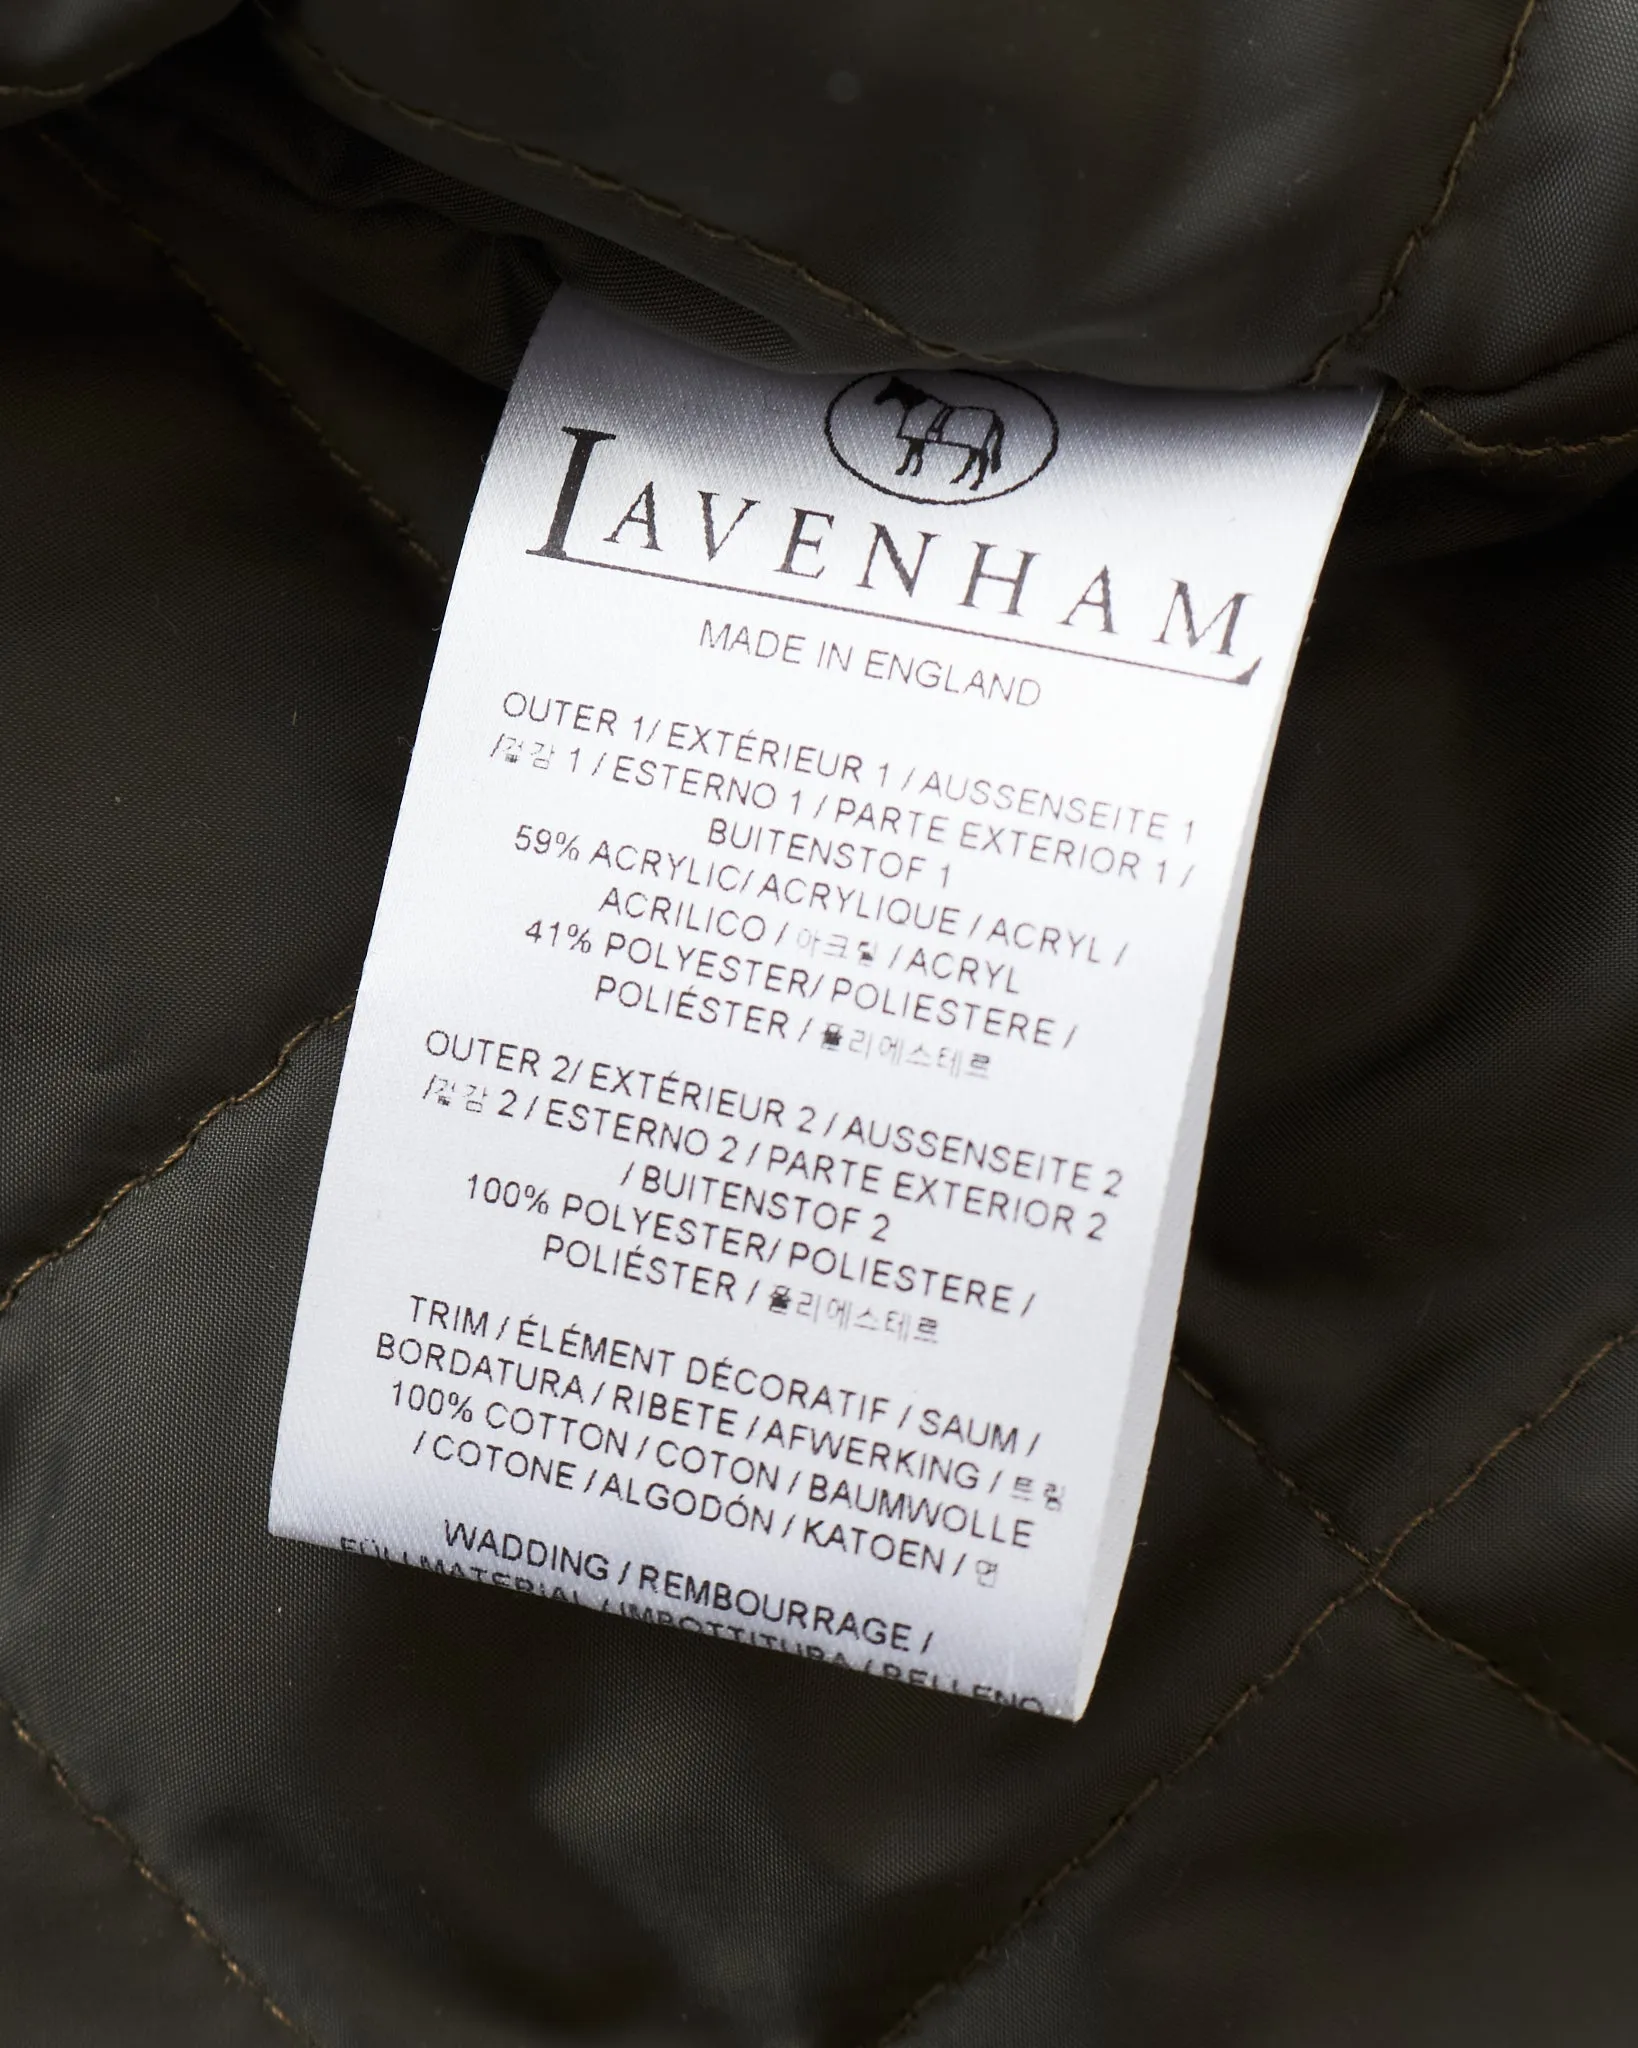 LAVENHAM
MADE IN ENGLAND
OUTER 1/ EXTÉRIEUR 1 / AUSSENSEITE 1
/겉감 1 / ESTERNO 1 / PARTE EXTERIOR 1 /
BUITENSTOF 1
59% ACRYLIC/ ACRYLIQUE / ACRYL /
ACRILICO / 아크릴 / ACRYL
41% POLYESTER/ POLIESTERE /
POLIÉSTER / 폴리에스테르
OUTER 2/ EXTÉRIEUR 2 / AUSSENSEITE 2
/겉감 2 / ESTERNO 2 / PARTE EXTERIOR 2
/ BUITENSTOF 2
100% POLYESTER/ POLIESTERE /
POLIÉSTER / 폴리에스테르
TRIM / ÉLÉMENT DÉCORATIF / SAUM /
BORDATURA / RIBETE / AFWERKING / 트림
100% COTTON / COTON / BAUMWOLLE
/ COTONE / ALGODÓN / KATOEN / 면
WADDING / REMBOURRAGE /
FÜLLMATERIAL / IMBOTTITURA / RELLENO